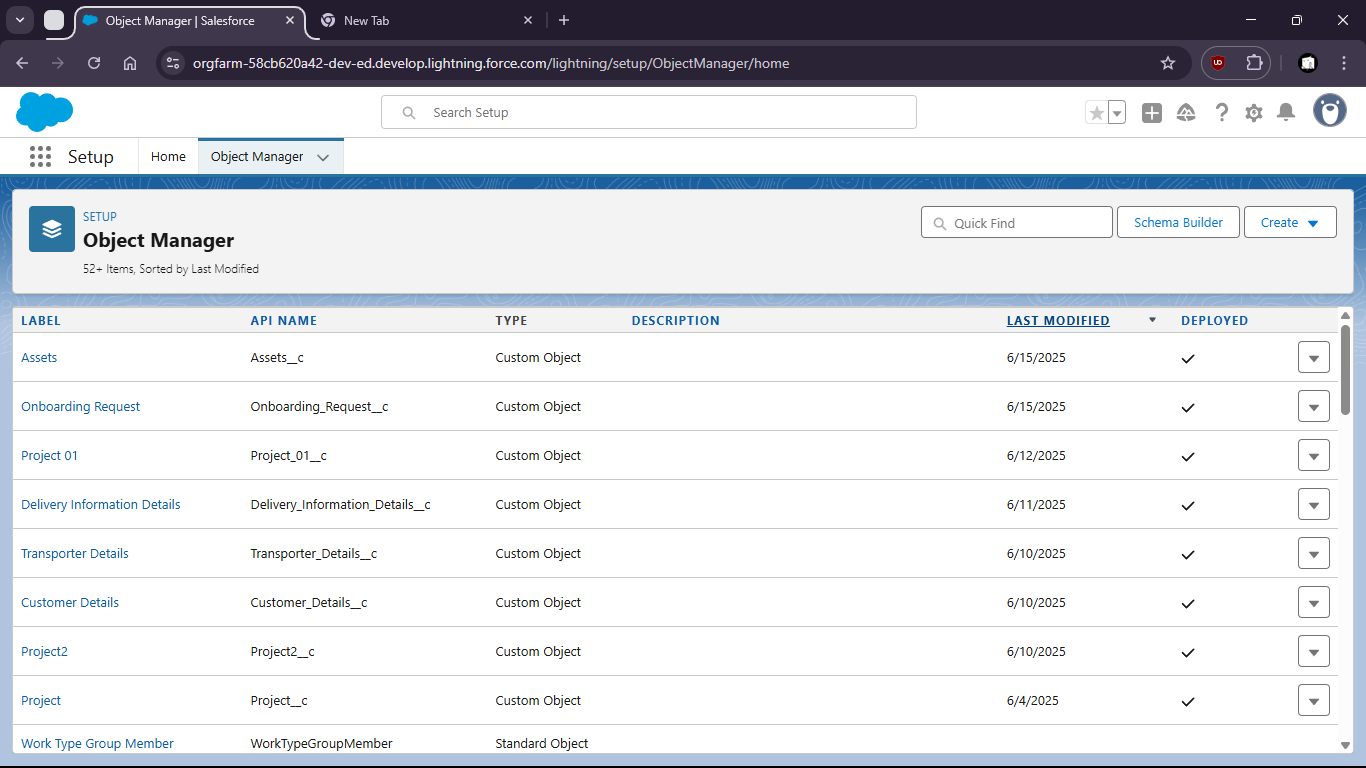 Object Manager | Salesforce
New Tab
orgfarm-58cb620a42-dev-ed.develop.lightning.force.com/lightning/setup/ObjectManager/home
Search Setup
Setup
Home
Object Manager
SETUP
Object Manager
52+ Items, Sorted by Last Modified
Quick Find
Schema Builder
Create
LABEL API NAME TYPE DESCRIPTION LAST MODIFIED DEPLOYED
Assets Assets__c Custom Object 6/15/2025
Onboarding Request Onboarding_Request__c Custom Object 6/15/2025
Project 01 Project_01__c Custom Object 6/12/2025
Delivery Information Details Delivery_Information_Details__c Custom Object 6/11/2025
Transporter Details Transporter_Details__c Custom Object 6/10/2025
Customer Details Customer_Details__c Custom Object 6/10/2025
Project2 Project2__c Custom Object 6/10/2025
Project Project__c Custom Object 6/4/2025
Work Type Group Member WorkTypeGroupMember Standard Object